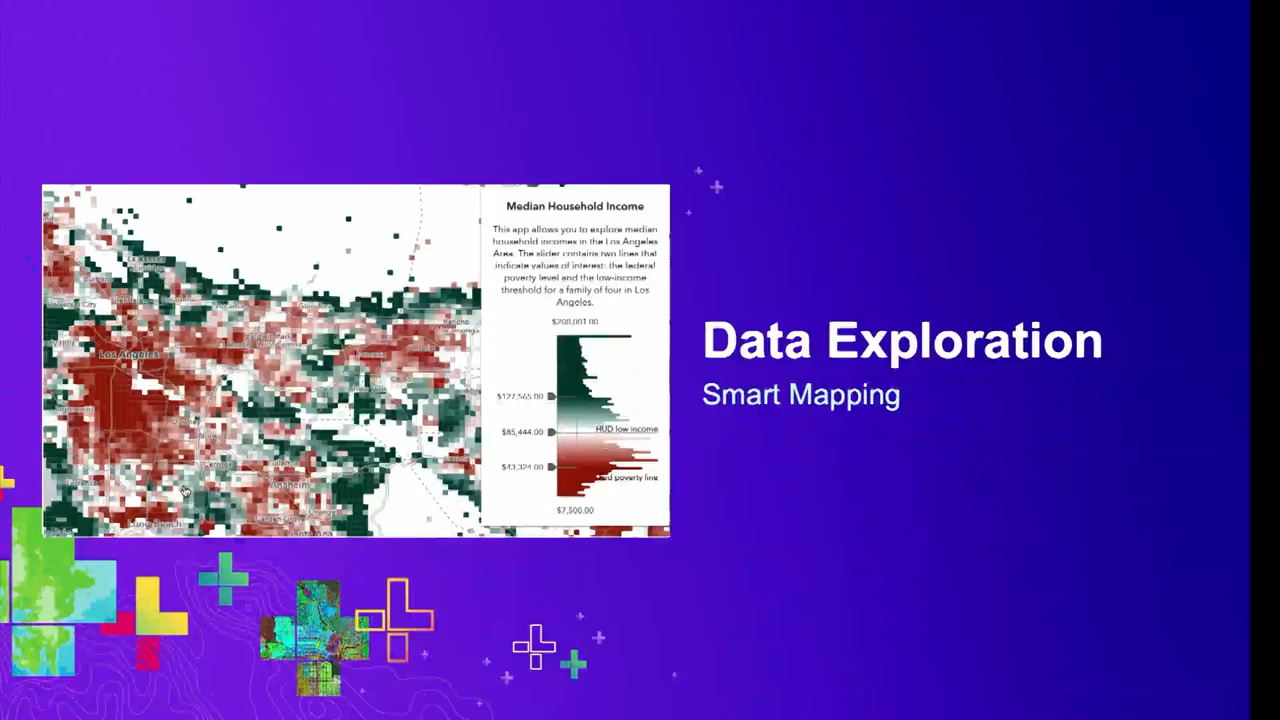 Median Household Income
This app allows you to explore median
household incomes in the Los Angeles
Area. The slider contains two lines that
indicate values of interest: the federal
poverty level and the low-income
threshold for a family of four in Los
Angeles.
$200,001.00
$127,565.00
HUD low income
$85,444.00
$43,324.00
poverty line
$7,500.00
Los Angeles
Downey
Anaheim
Long Beach
Data Exploration
Smart Mapping